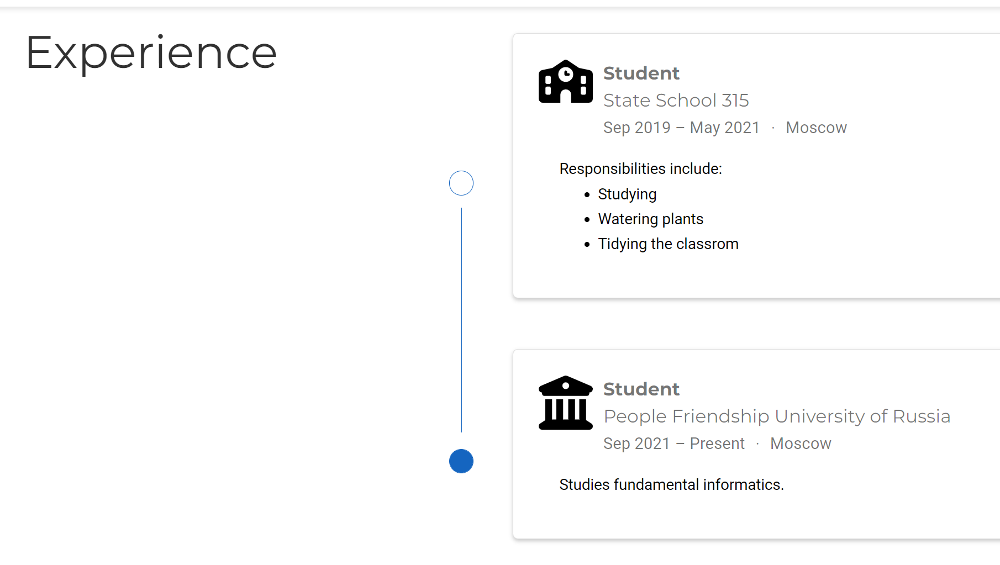 Experience
Student
State School 315
Sep 2019 – May 2021 · Moscow
Responsibilities include:
• Studying
• Watering plants
• Tidying the classrom
Student
People Friendship University of Russia
Sep 2021 – Present · Moscow
Studies fundamental informatics.